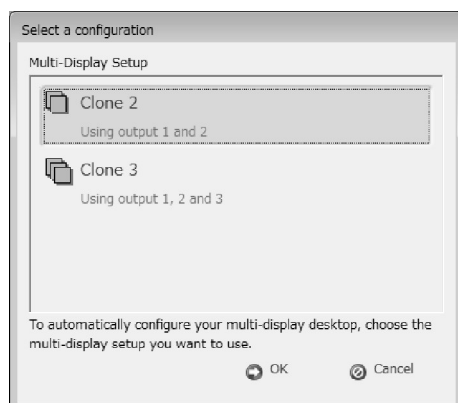 Select a configuration
Multi-Display Setup
Clone 2
Using output 1 and 2
Clone 3
Using output 1, 2 and 3
To automatically configure your multi-display desktop, choose the
multi-display setup you want to use.
OK Cancel